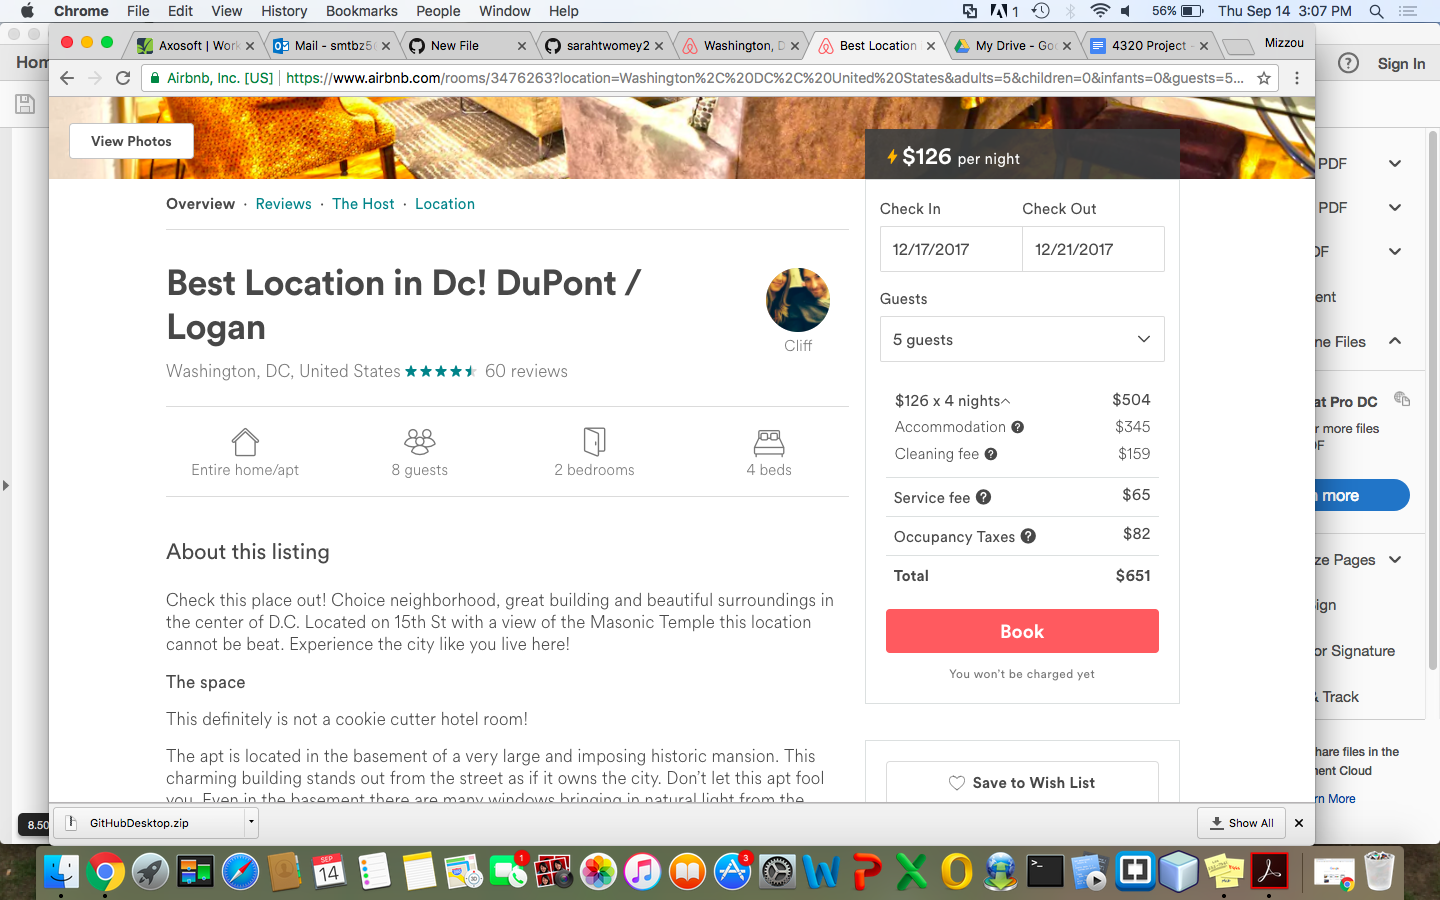 Chrome File Edit View History Bookmarks People Window Help
1 56% Thu Sep 14 3:07 PM
Axosoft | Work
Mail - smtbz5
New File
sarahtwomey2
Washington, D
Best Location
My Drive - Goo
4320 Project -
Mizzou
Hom
Sign In
Airbnb, Inc. [US] | https://www.airbnb.com/rooms/3476263?location=Washington%2C%20DC%2C%20United%20States&adults=5&children=0&infants=0&guests=5...
View Photos
$126 per night
Overview · Reviews · The Host · Location
Check In Check Out
12/17/2017 12/21/2017
Best Location in Dc! DuPont /
Logan
Cliff
Washington, DC, United States 60 reviews
Guests
5 guests
Entire home/apt 8 guests 2 bedrooms 4 beds
$126 x 4 nights $504
Accommodation ? $345
Cleaning fee ? $159
Service fee ? $65
Occupancy Taxes ? $82
Total $651
Book
You won't be charged yet
Save to Wish List
About this listing
Check this place out! Choice neighborhood, great building and beautiful surroundings in
the center of D.C. Located on 15th St with a view of the Masonic Temple this location
cannot be beat. Experience the city like you live here!
The space
This definitely is not a cookie cutter hotel room!
The apt is located in the basement of a very large and imposing historic mansion. This
charming building stands out from the street as if it owns the city. Don't let this apt fool
you. Even in the basement there are many windows bringing in natural light from the
PDF
PDF
DF
ent
ne Files
at Pro DC
r more files
DF
n more
ze Pages
ign
or Signature
& Track
hare files in the
ment Cloud
rn More
8.50
GitHubDesktop.zip
Show All
SEP
14
1
3